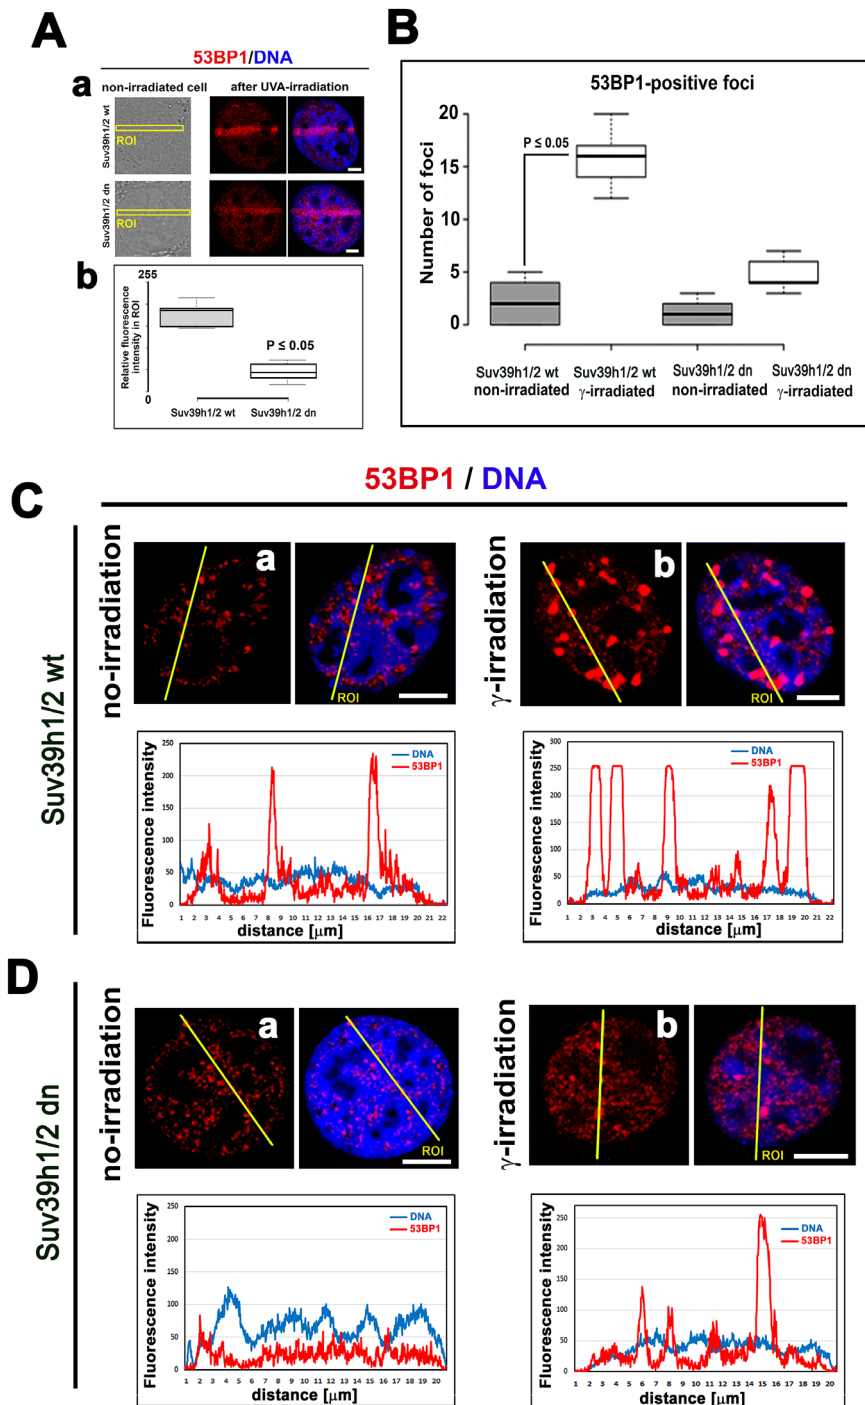 A
53BP1/DNA
a
non-irradiated cell
after UVA-irradiation
Suv39h1/2 wt
ROI
Suv39h1/2 dn
ROI
b
255
Relative fluorescence
intensity in ROI
P ≤ 0.05
0
Suv39h1/2 wt
Suv39h1/2 dn
B
53BP1-positive foci
Number of foci
20
15
10
5
0
P ≤ 0.05
Suv39h1/2 wt
non-irradiated
Suv39h1/2 wt
γ-irradiated
Suv39h1/2 dn
non-irradiated
Suv39h1/2 dn
γ-irradiated
53BP1 / DNA
C
Suv39h1/2 wt
no-irradiation
a
ROI
γ-irradiation
b
ROI
Fluorescence intensity
250
200
150
100
50
0
DNA
53BP1
1 2 3 4 5 6 7 8 9 10 11 12 13 14 15 16 17 18 19 20 21 22
distance [μm]
Fluorescence intensity
300
250
200
150
100
50
0
DNA
53BP1
1 2 3 4 5 6 7 8 9 10 11 12 13 14 15 16 17 18 19 20 21 22
distance [μm]
D
Suv39h1/2 dn
no-irradiation
a
ROI
γ-irradiation
b
ROI
Fluorescence intensity
250
200
150
100
50
0
DNA
53BP1
1 2 3 4 5 6 7 8 9 10 11 12 13 14 15 16 17 18 19 20
distance [μm]
Fluorescence intensity
250
200
150
100
50
0
DNA
53BP1
1 2 3 4 5 6 7 8 9 10 11 12 13 14 15 16 17 18 19 20
distance [μm]